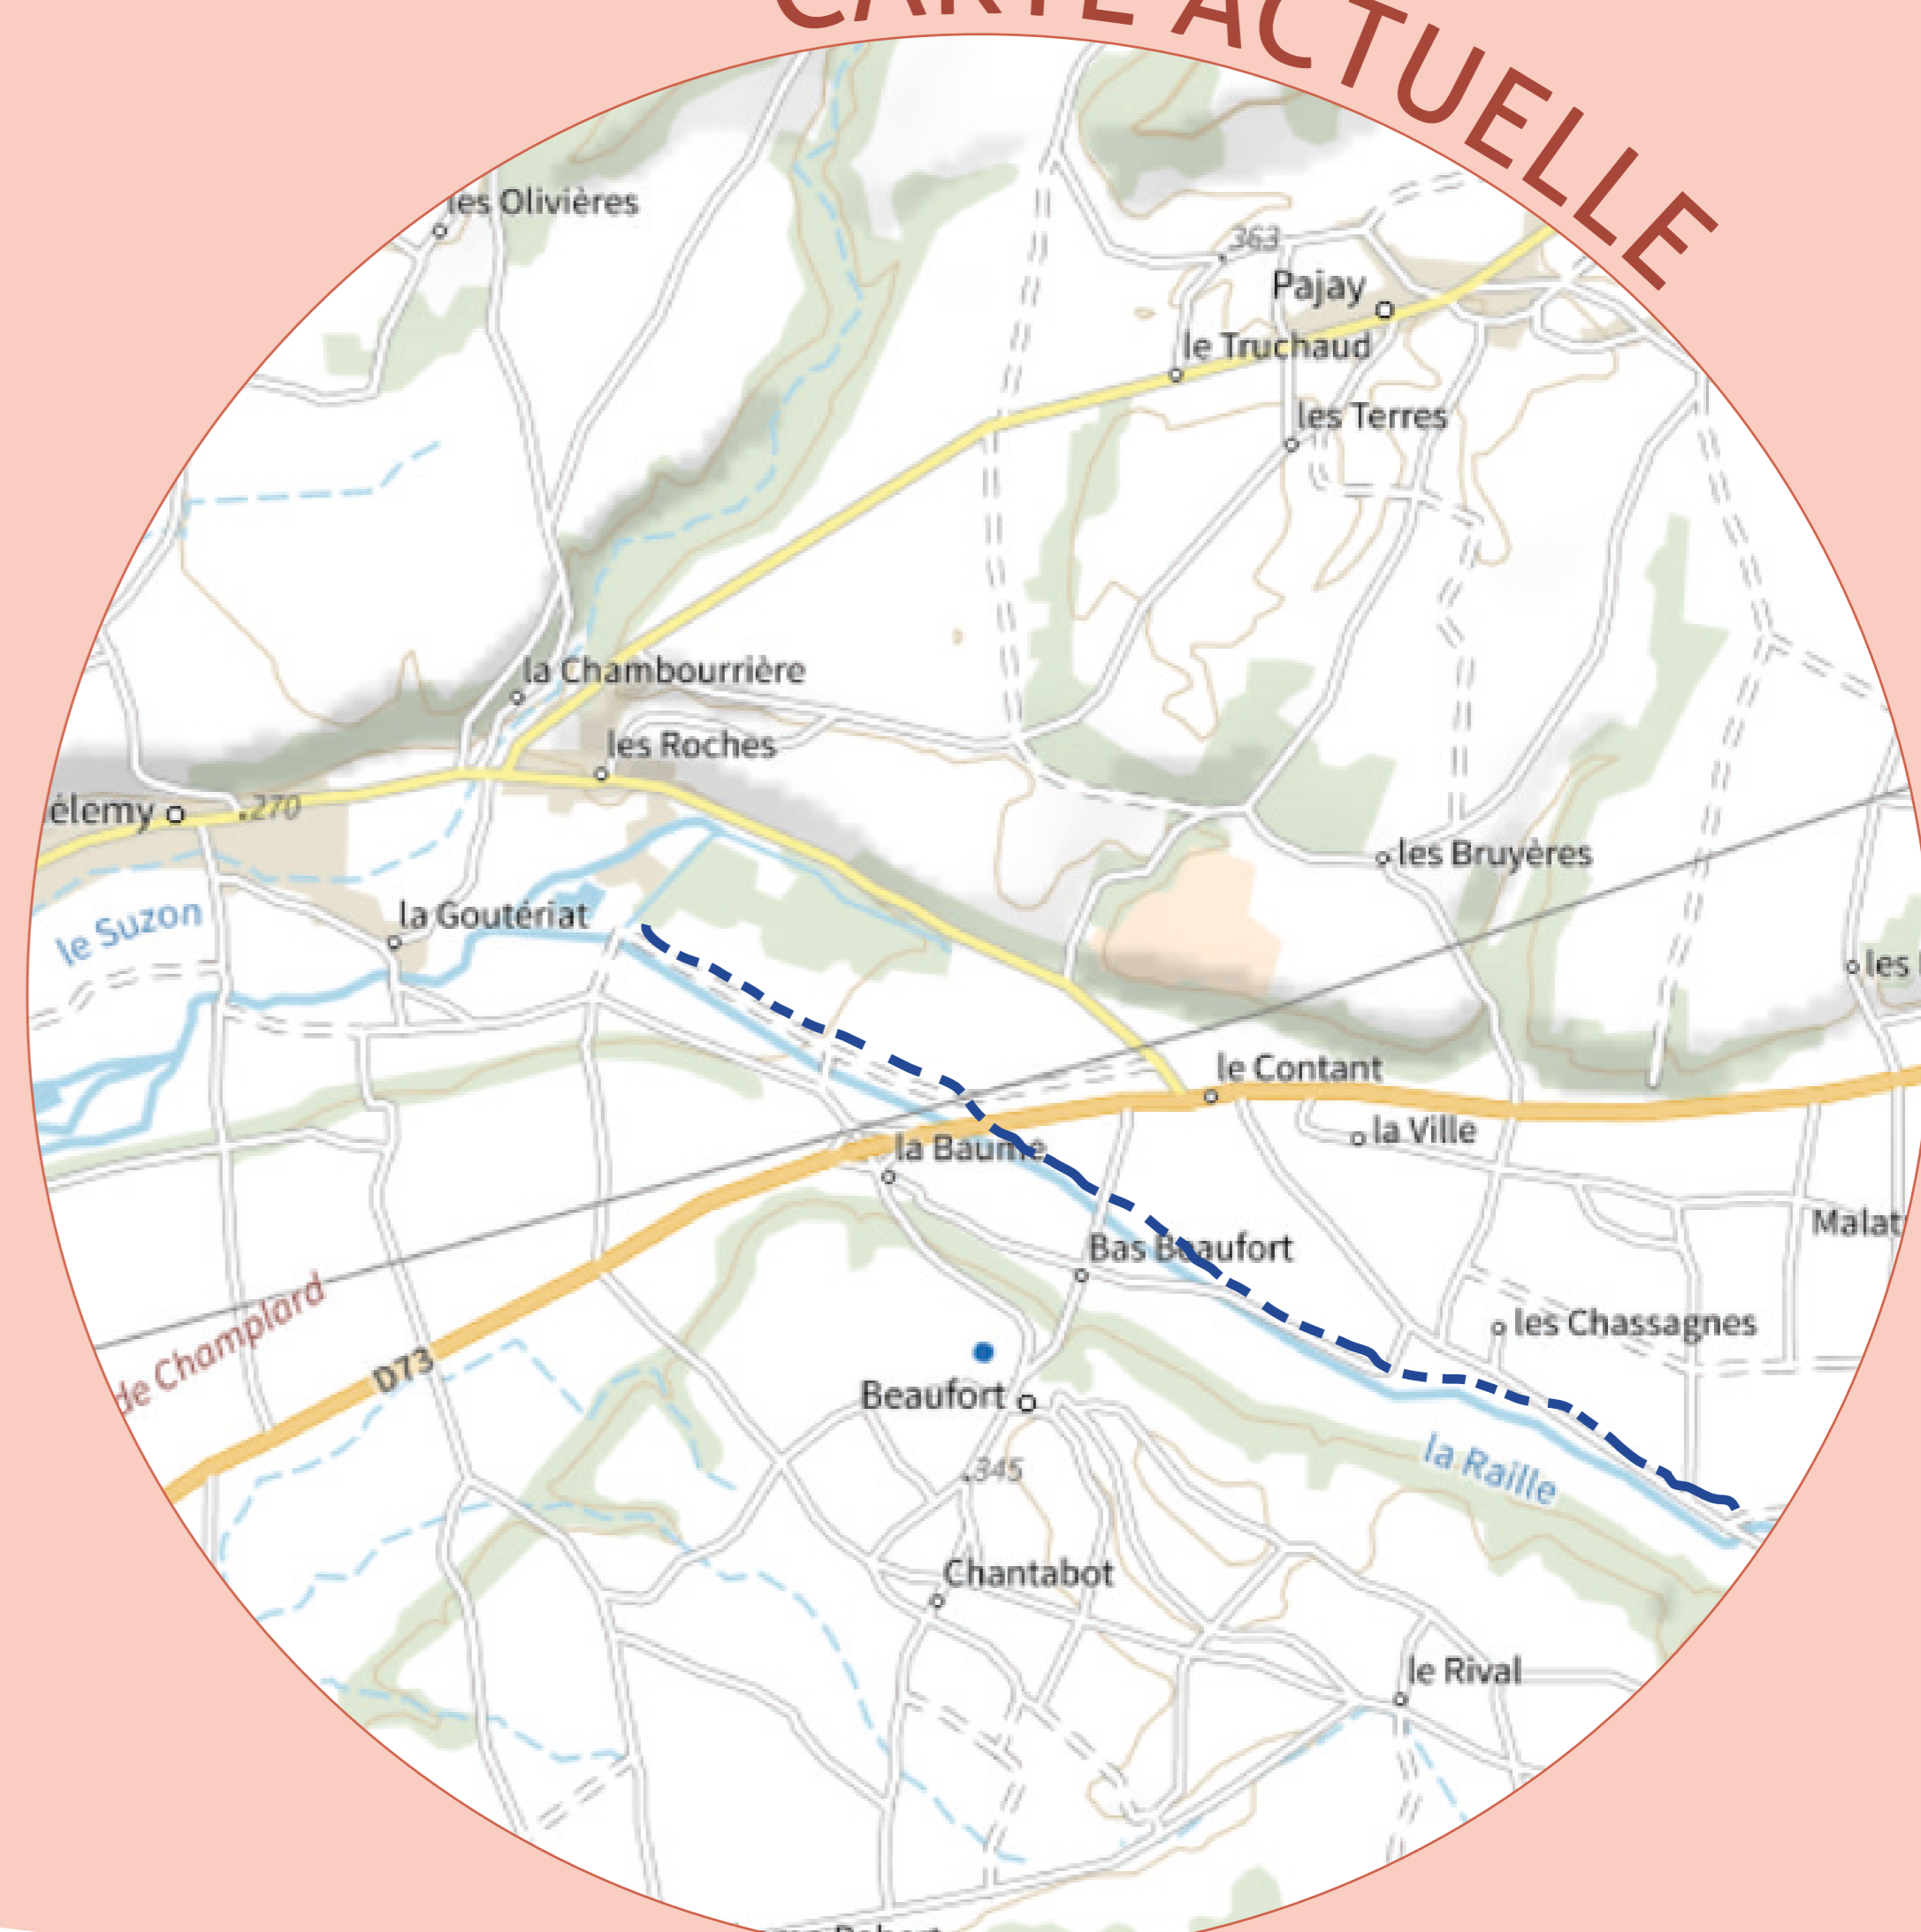 CARTE ACTUELLE
les Olivières
363
Pajay
le Truchaud
les Terres
la Chambourrière
les Roches
élemy
270
les Bruyères
le Suzon
la Goutériat
les
le Contant
la Ville
la Baume
Malat
Bas Beaufort
de Champlard
les Chassagnes
D73
Beaufort
la Raille
345
Chantabot
le Rival